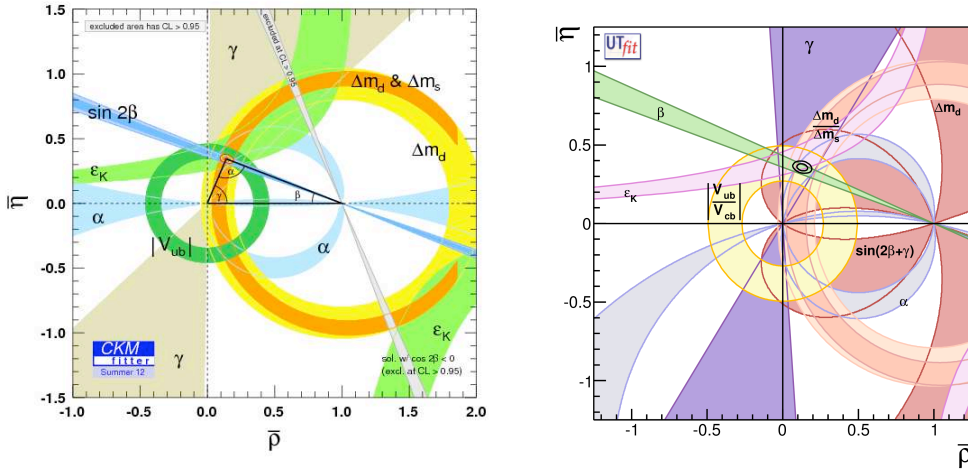 excluded area has CL > 0.95
excluded at CL > 0.95
γ
Δm_d & Δm_s
sin 2β
Δm_d
ε_K
α
α
γ
β
|V_ub|
α
ε_K
γ
CKM
fitter
Summer 12
sol. w/ cos 2β < 0
(excl. at CL > 0.95)
η̅
1.5
1.0
0.5
0.0
-0.5
-1.0
-1.5
-1.0
-0.5
0.0
0.5
1.0
1.5
2.0
ρ̅
η̅
UTfit
γ
Δm_d
β
Δm_d
Δm_s
ε_K
|V_ub
V_cb|
sin(2β+γ)
α
1
0.5
0
-0.5
-1
-1
-0.5
0
0.5
1
ρ̅